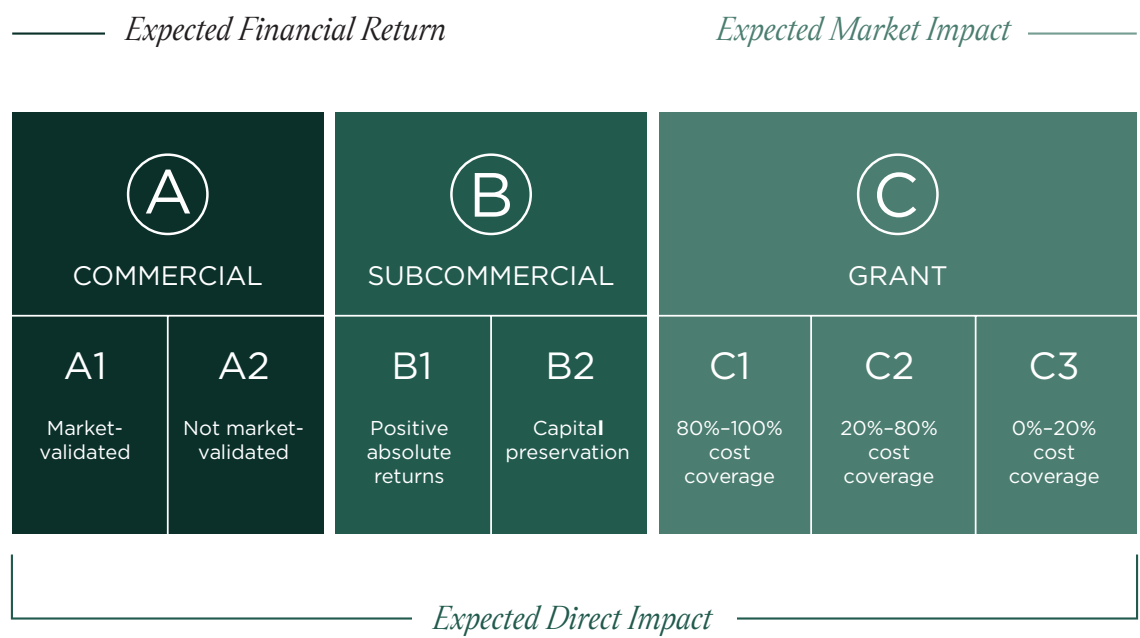 Expected Financial Return
Expected Market Impact
A
COMMERCIAL
B
SUBCOMMERCIAL
C
GRANT
A1
Market-
validated
A2
Not market-
validated
B1
Positive
absolute
returns
B2
Capital
preservation
C1
80%–100%
cost
coverage
C2
20%–80%
cost
coverage
C3
0%–20%
cost
coverage
Expected Direct Impact